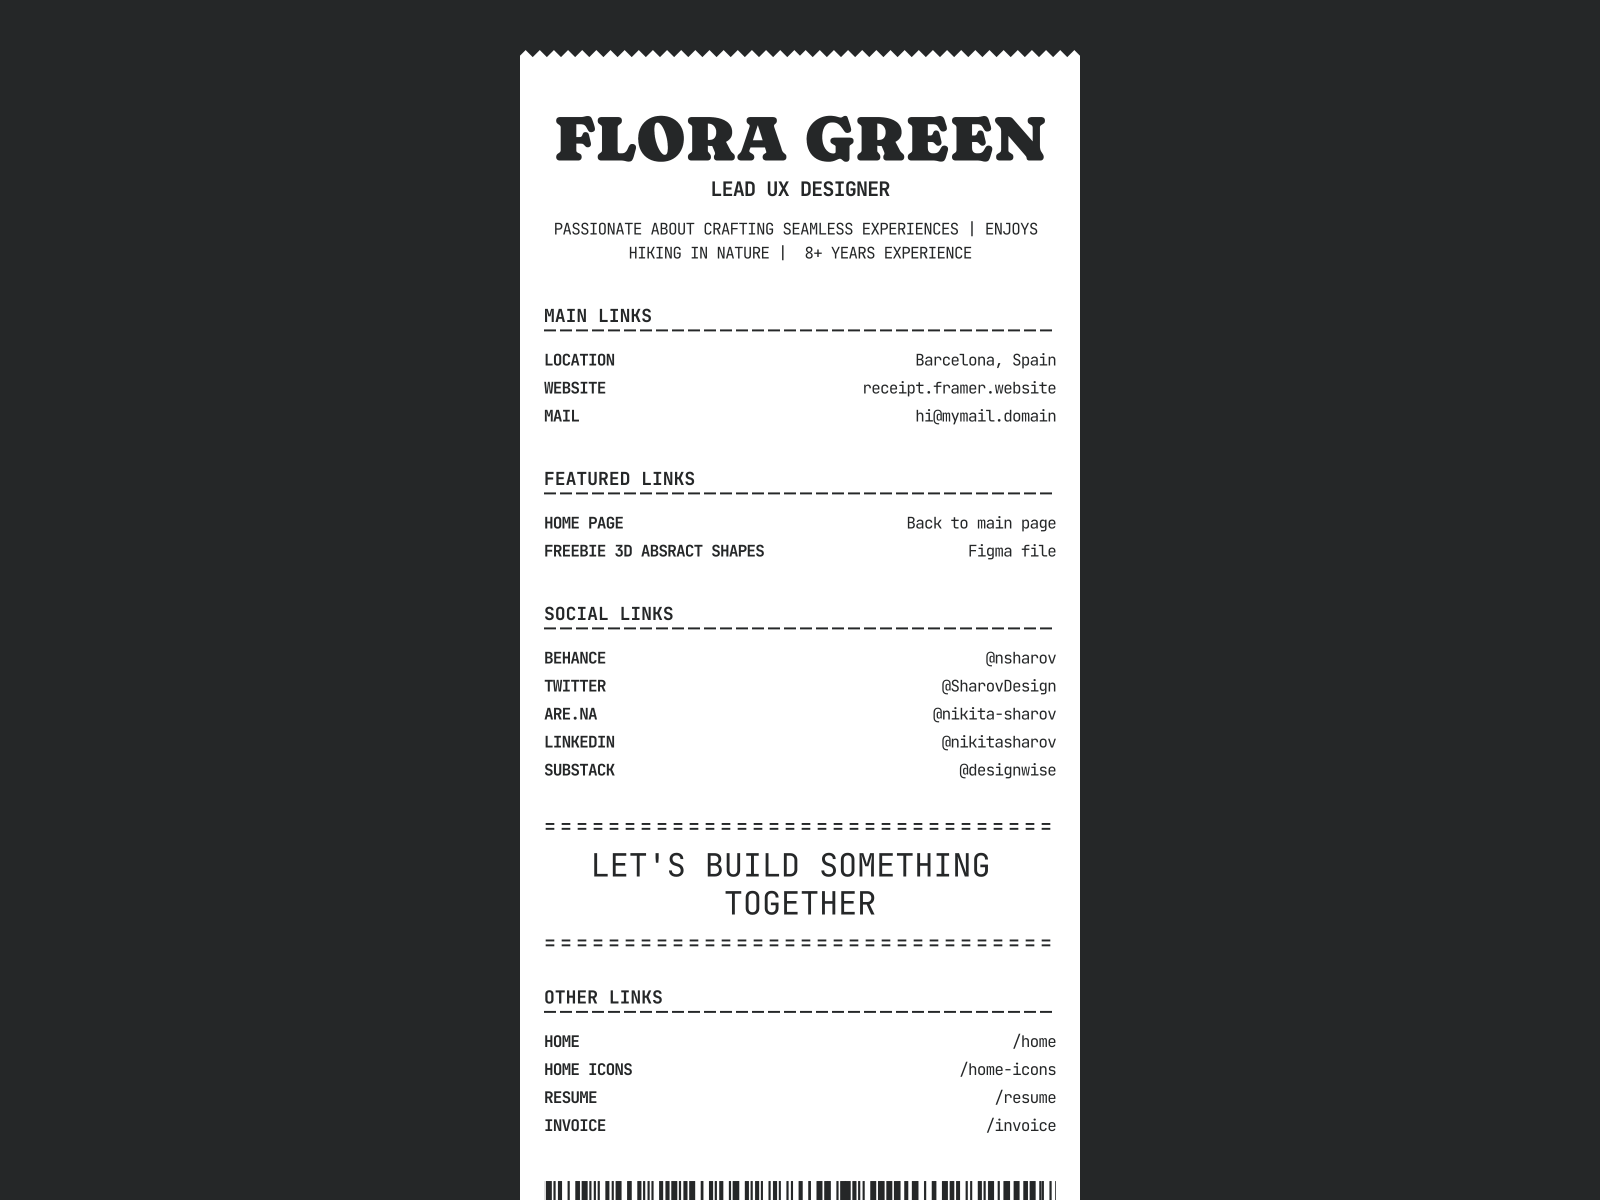 FLORA GREEN
LEAD UX DESIGNER
PASSIONATE ABOUT CRAFTING SEAMLESS EXPERIENCES | ENJOYS
HIKING IN NATURE |  8+ YEARS EXPERIENCE
MAIN LINKS
LOCATION Barcelona, Spain
WEBSITE receipt.framer.website
MAIL hi@mymail.domain
FEATURED LINKS
HOME PAGE Back to main page
FREEBIE 3D ABSRACT SHAPES Figma file
SOCIAL LINKS
BEHANCE @nsharov
TWITTER @SharovDesign
ARE.NA @nikita-sharov
LINKEDIN @nikitasharov
SUBSTACK @designwise
================================
LET'S BUILD SOMETHING
TOGETHER
================================
OTHER LINKS
HOME /home
HOME ICONS /home-icons
RESUME /resume
INVOICE /invoice